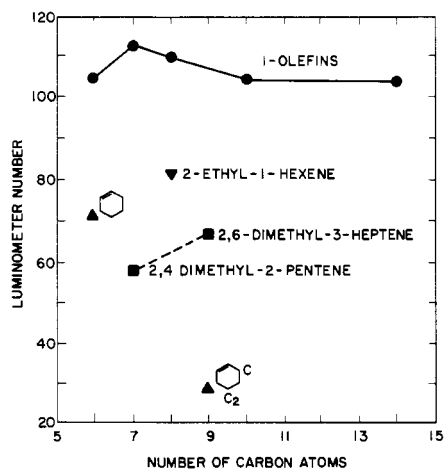 120
100
80
60
40
20
LUMINOMETER NUMBER
1-OLEFINS
2-ETHYL-1-HEXENE
2,6-DIMETHYL-3-HEPTENE
2,4 DIMETHYL-2-PENTENE
C
C2
5 7 9 11 13 15
NUMBER OF CARBON ATOMS